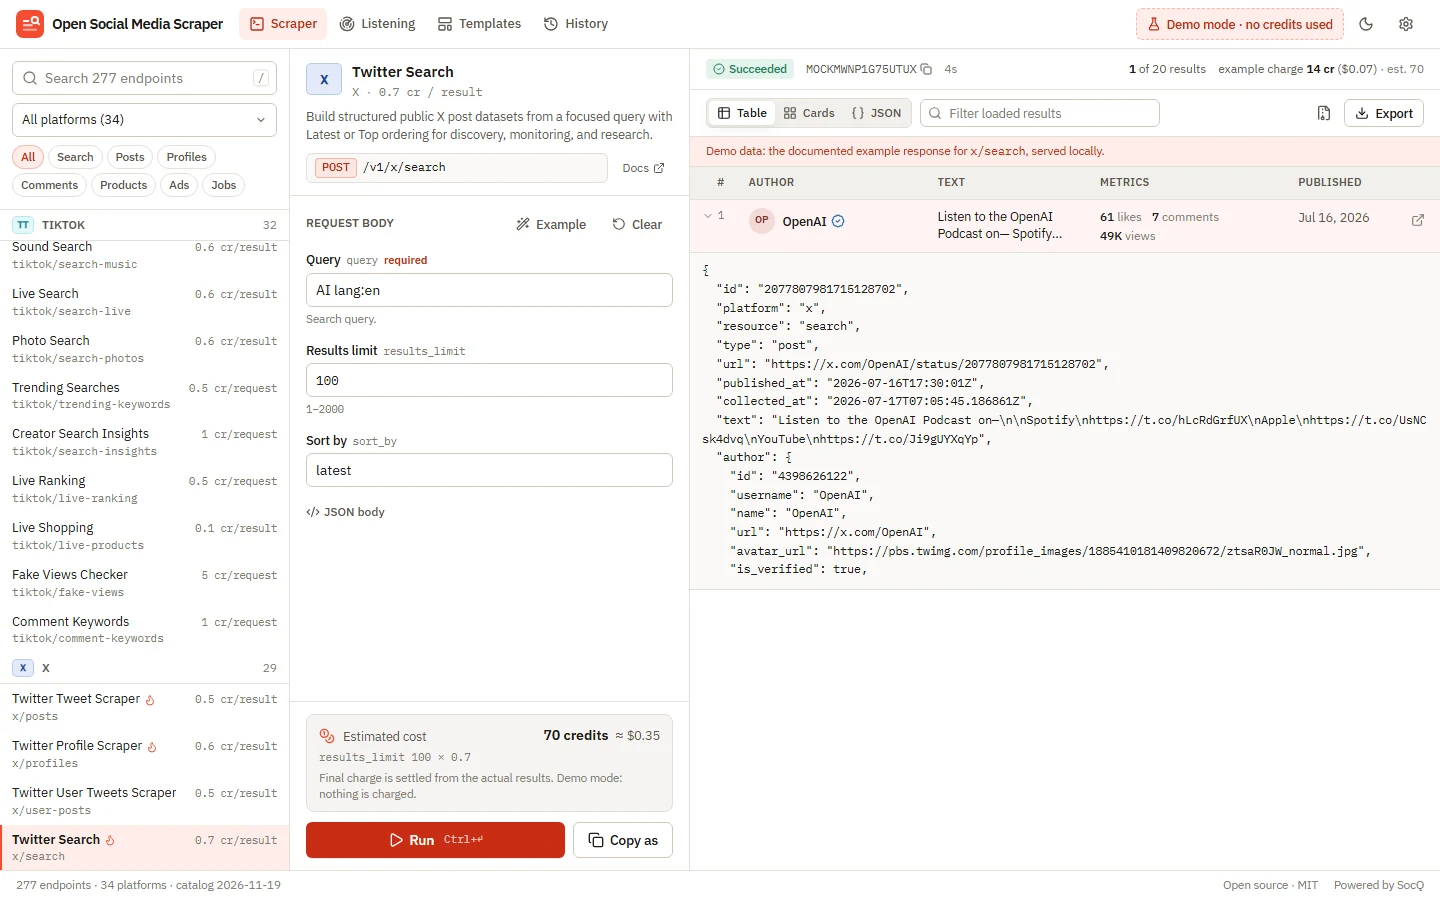 Open Social Media Scraper
Scraper
Listening
Templates
History
Demo mode · no credits used
Search 277 endpoints
/
All platforms (34)
All
Search
Posts
Profiles
Comments
Products
Ads
Jobs
TT TIKTOK 32
Sound Search 0.6 cr/result
tiktok/search-music
Live Search 0.6 cr/result
tiktok/search-live
Photo Search 0.6 cr/result
tiktok/search-photos
Trending Searches 0.5 cr/request
tiktok/trending-keywords
Creator Search Insights 1 cr/request
tiktok/search-insights
Live Ranking 0.5 cr/request
tiktok/live-ranking
Live Shopping 0.1 cr/result
tiktok/live-products
Fake Views Checker 5 cr/request
tiktok/fake-views
Comment Keywords 1 cr/request
tiktok/comment-keywords
X X 29
Twitter Tweet Scraper 0.5 cr/result
x/posts
Twitter Profile Scraper 0.6 cr/result
x/profiles
Twitter User Tweets Scraper 0.5 cr/result
x/user-posts
Twitter Search 0.7 cr/result
x/search
X
Twitter Search
X · 0.7 cr / result
Build structured public X post datasets from a focused query with
Latest or Top ordering for discovery, monitoring, and research.
POST /v1/x/search
Docs
REQUEST BODY
Example
Clear
Query query required
AI lang:en
Search query.
Results limit results_limit
100
1–2000
Sort by sort_by
latest
</> JSON body
Estimated cost 70 credits ≈ $0.35
results_limit 100 × 0.7
Final charge is settled from the actual results. Demo mode:
nothing is charged.
Run Ctrl+↵
Copy as
Succeeded MOCKMWNP1G75UTUX 4s
1 of 20 results example charge 14 cr ($0.07) · est. 70
Table
Cards
{ } JSON
Filter loaded results
Export
Demo data: the documented example response for x/search, served locally.
# AUTHOR TEXT METRICS PUBLISHED
1 OP OpenAI
Listen to the OpenAI
Podcast on— Spotify...
61 likes 7 comments
49K views
Jul 16, 2026
{
"id": "2077807981715128702",
"platform": "x",
"resource": "search",
"type": "post",
"url": "https://x.com/OpenAI/status/2077807981715128702",
"published_at": "2026-07-16T17:30:01Z",
"collected_at": "2026-07-17T07:05:45.186861Z",
"text": "Listen to the OpenAI Podcast on—\n\nSpotify\nhttps://t.co/hLcRdGrfUX\nApple\nhttps://t.co/UsNC
sk4dvq\nYouTube\nhttps://t.co/Ji9gUYXqYp",
"author": {
"id": "4398626122",
"username": "OpenAI",
"name": "OpenAI",
"url": "https://x.com/OpenAI",
"avatar_url": "https://pbs.twimg.com/profile_images/1885410181409820672/ztsaR0JW_normal.jpg",
"is_verified": true,
277 endpoints · 34 platforms · catalog 2026-11-19
Open source · MIT
Powered by SocQ